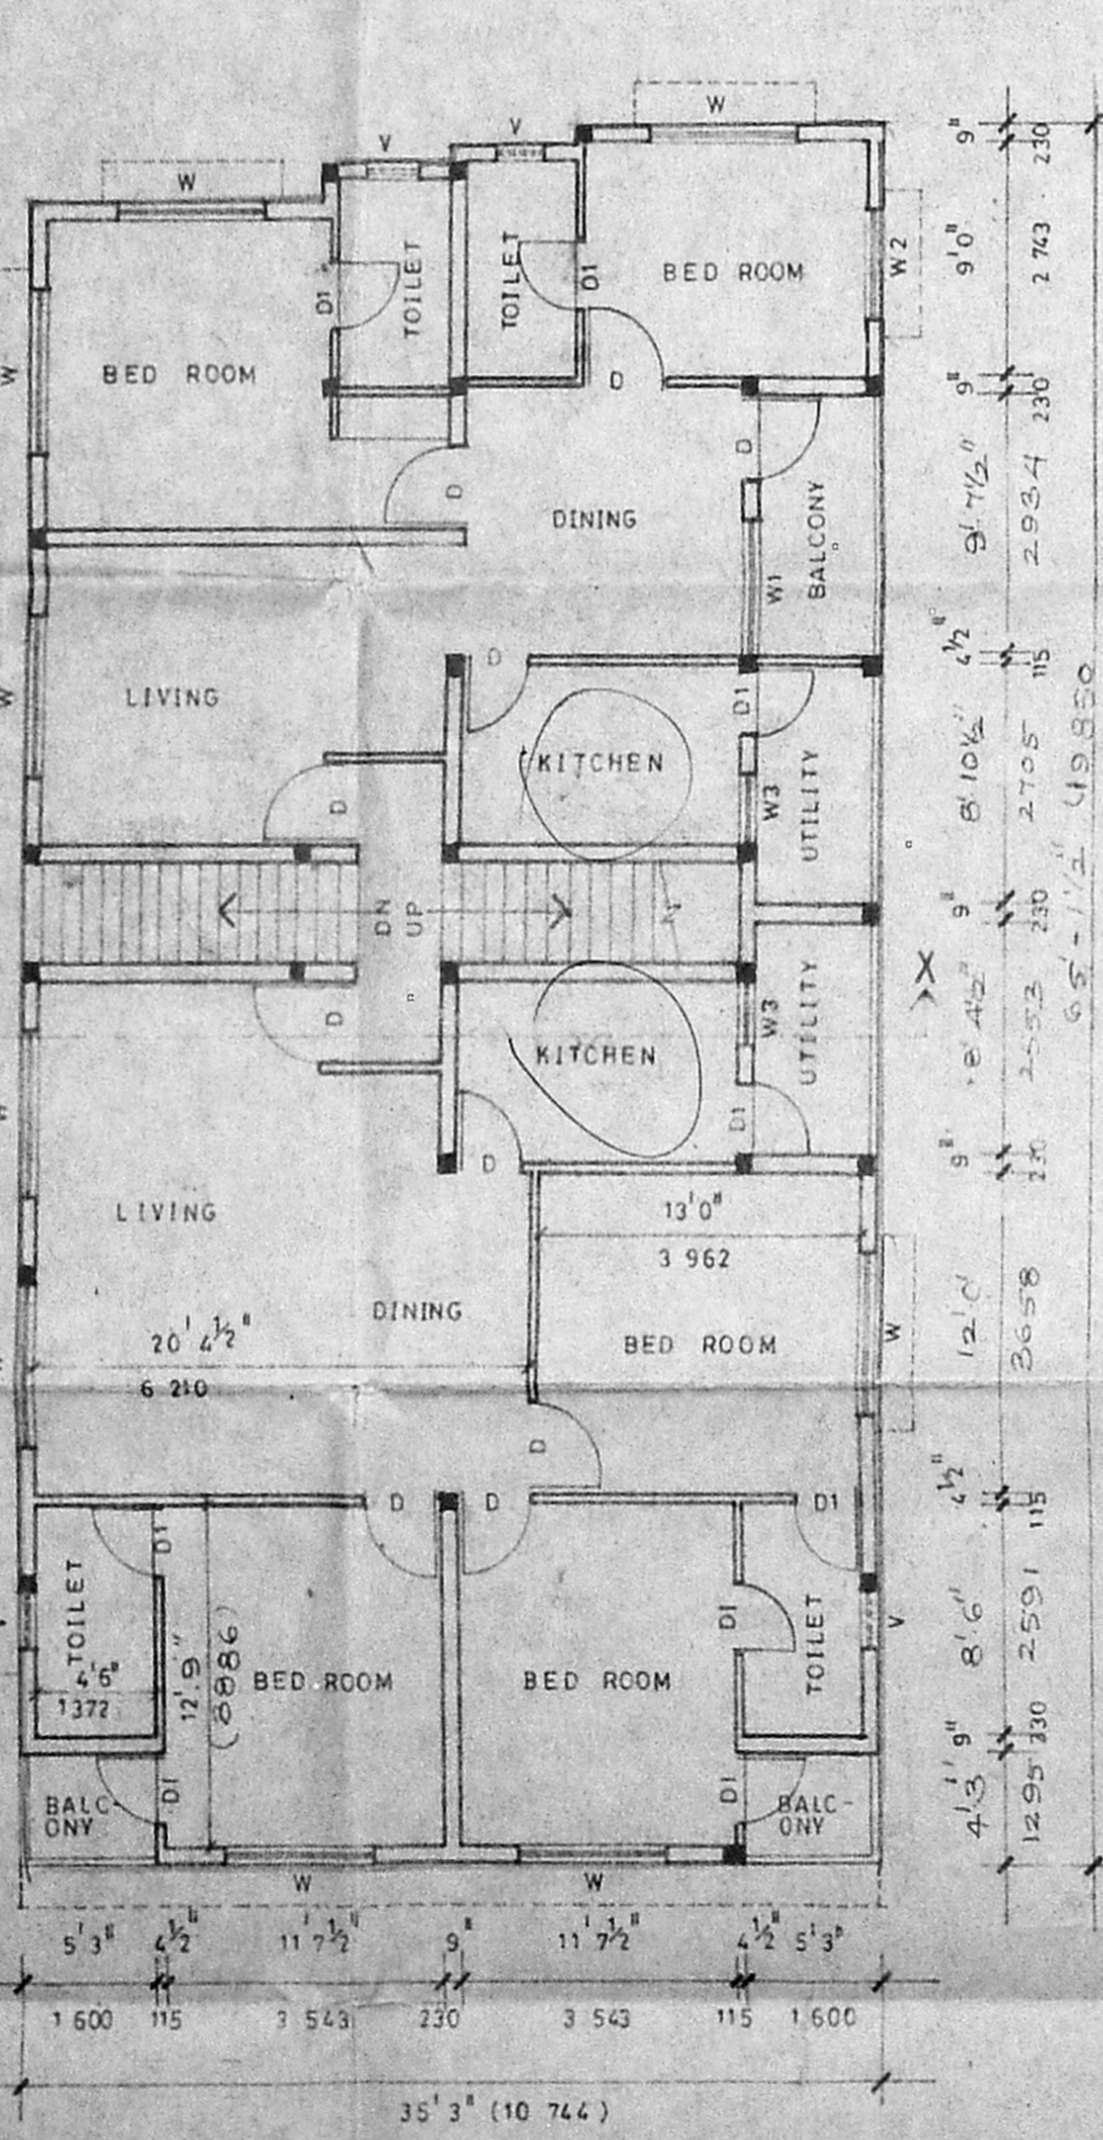 W
V
V
W
BED ROOM
D1
TOILET
TOILET
D1
BED ROOM
W2
D
W
D
DINING
D
W1
BALCONY
LIVING
W
D
D
KITCHEN
D1
W3
UTILITY
DN
UP
D
KITCHEN
W3
UTILITY
D1
D
X
LIVING
DINING
20' 4½"
6 210
13'0"
3 962
BED ROOM
W
D
D
D
D1
TOILET
4'6"
1372
D1
12'.9"
BED ROOM
BED ROOM
D1
TOILET
V
BALC-
ONY
D1
D1
BALC-
ONY
W
W
9" 230
9'0" 2 743
9" 230
9' 7½" 2934
4½" 115
8' 10½" 2705
9" 230
8' 4½" 2553
9" 230
12'0" 3658
4½" 115
8'.6" 2591
9" 230
4'.3" 1295
65'-1½" 19850
5'3" 4½" 11'7½" 9" 11'7½" 4½" 5'3"
1 600 115 3 543 230 3 543 115 1 600
35'3" (10 744)